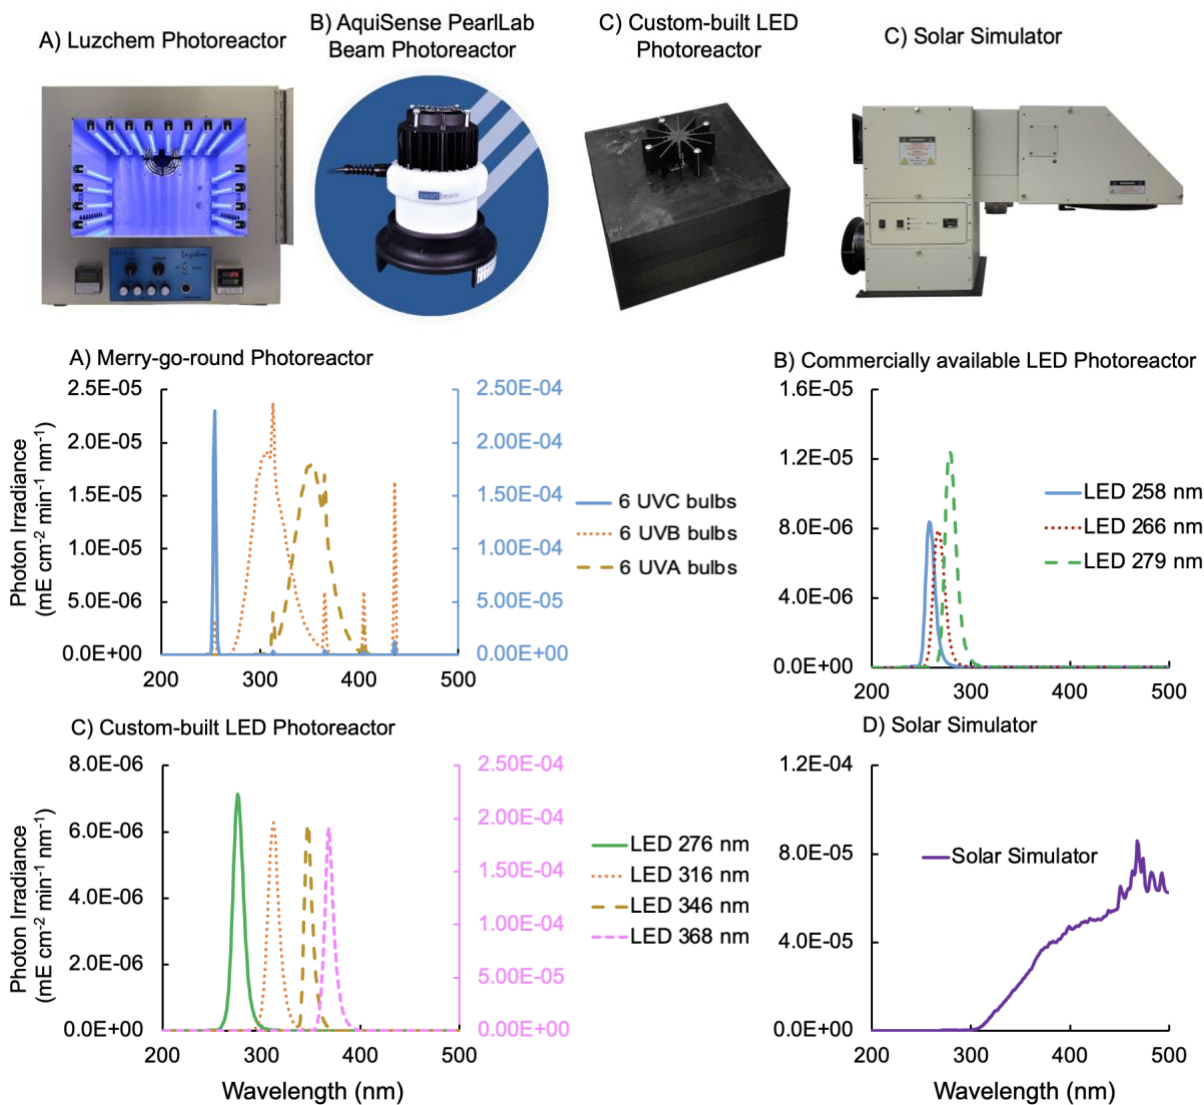 A) Luzchem Photoreactor
B) AquiSense PearlLab
Beam Photoreactor
C) Custom-built LED
Photoreactor
C) Solar Simulator
Luzchem
pearlbeam
A) Merry-go-round Photoreactor
2.5E-05
2.0E-05
1.5E-05
1.0E-05
5.0E-06
0.0E+00
Photon Irradiance
(mE cm-2 min-1 nm-1)
200
300
400
500
2.50E-04
2.00E-04
1.50E-04
1.00E-04
5.00E-05
0.00E+00
6 UVC bulbs
6 UVB bulbs
6 UVA bulbs
B) Commercially available LED Photoreactor
1.6E-05
1.2E-05
8.0E-06
4.0E-06
0.0E+00
200
300
400
500
LED 258 nm
LED 266 nm
LED 279 nm
C) Custom-built LED Photoreactor
8.0E-06
6.0E-06
4.0E-06
2.0E-06
0.0E+00
Photon Irradiance
(mE cm-2 min-1 nm-1)
200
300
400
500
Wavelength (nm)
2.50E-04
2.00E-04
1.50E-04
1.00E-04
5.00E-05
0.00E+00
LED 276 nm
LED 316 nm
LED 346 nm
LED 368 nm
D) Solar Simulator
1.2E-04
8.0E-05
4.0E-05
0.0E+00
Solar Simulator
200
300
400
500
Wavelength (nm)